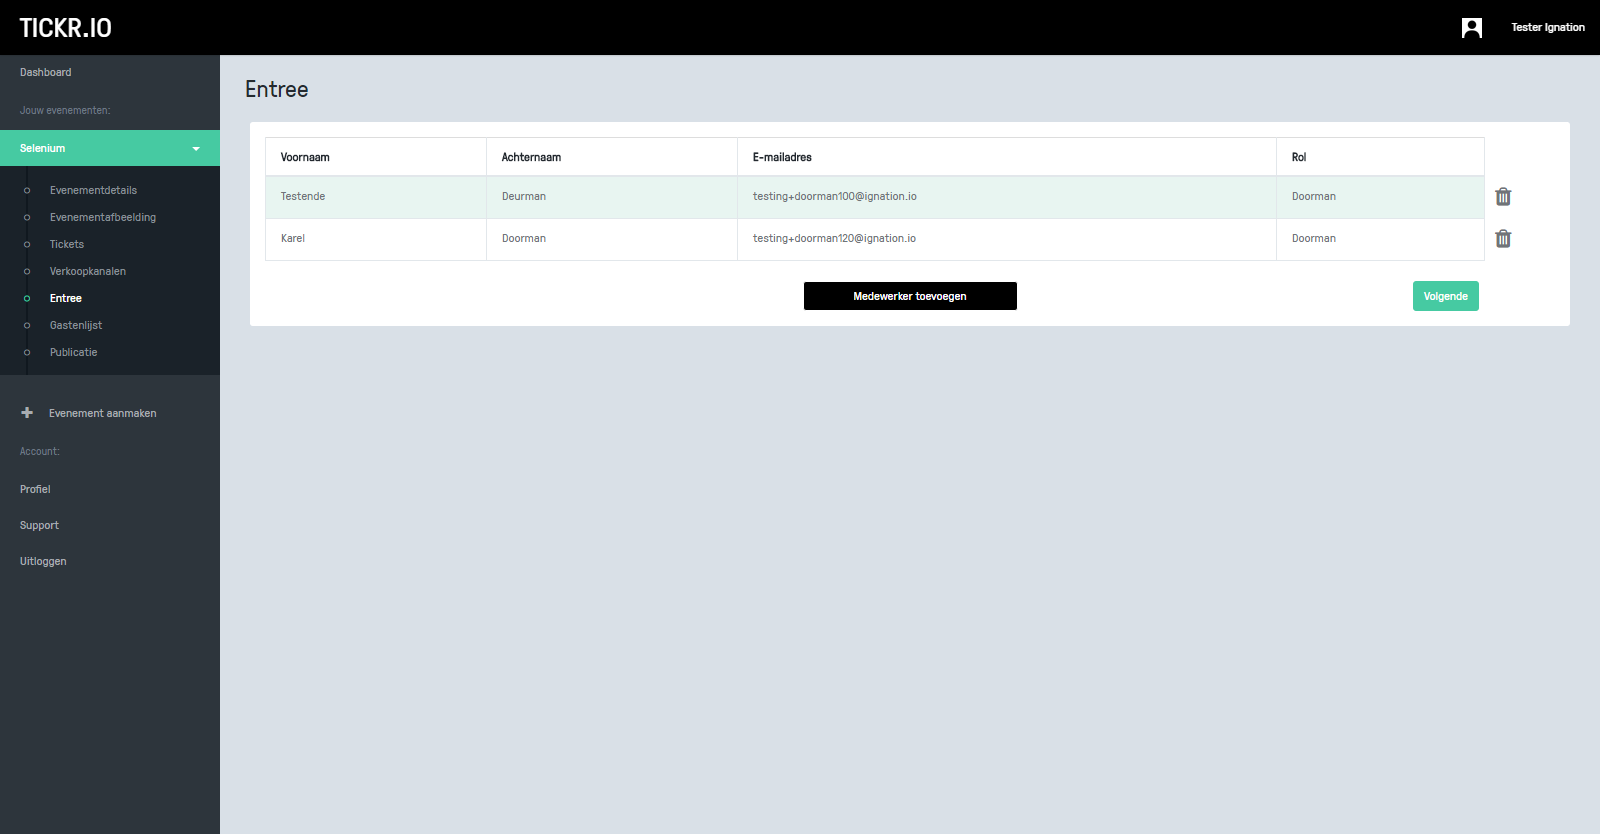 TICKR.IO
Tester Ignation
Dashboard
Jouw evenementen:
Selenium
Evenementdetails
Evenementafbeelding
Tickets
Verkoopkanalen
Entree
Gastenlijst
Publicatie
Evenement aanmaken
Account:
Profiel
Support
Uitloggen
Entree
Voornaam Achternaam E-mailadres Rol
Testende Deurman testing+doorman100@ignation.io Doorman
Karel Doorman testing+doorman120@ignation.io Doorman
Medewerker toevoegen Volgende